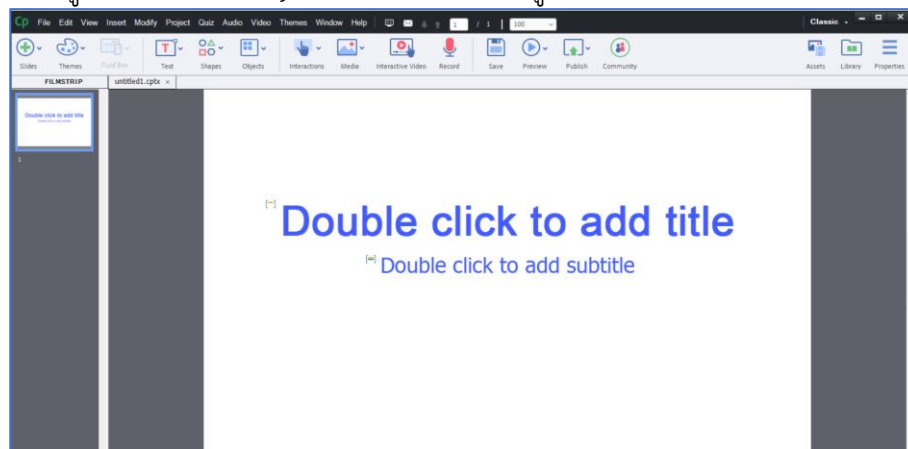 Cp File Edit View Insert Modify Project Quiz Audio Video Themes Window Help 1 / 1 100 Classic
Slides Themes Fluid Box Text Shapes Objects Interactions Media Interactive Video Record Save Preview Publish Community Assets Library Properties
FILMSTRIP untitled1.cptx ×
Double click to add title
1
Double click to add title
Double click to add subtitle